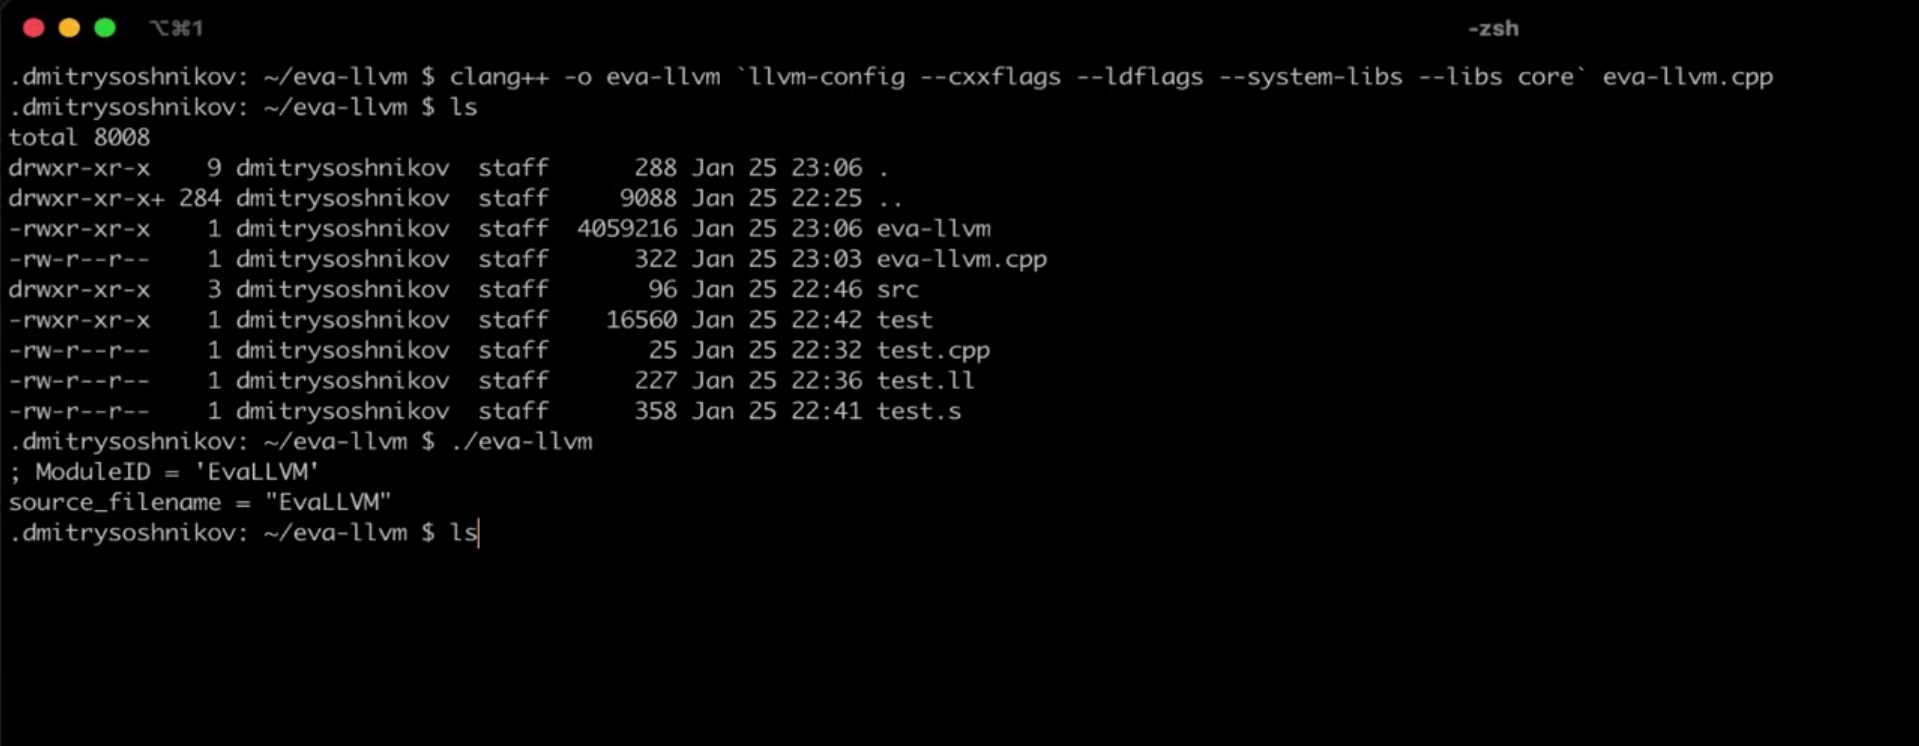 ⌥⌘1 -zsh
.dmitrysoshnikov: ~/eva-llvm $ clang++ -o eva-llvm `llvm-config --cxxflags --ldflags --system-libs --libs core` eva-llvm.cpp
.dmitrysoshnikov: ~/eva-llvm $ ls
total 8008
drwxr-xr-x    9 dmitrysoshnikov  staff      288 Jan 25 23:06 .
drwxr-xr-x+ 284 dmitrysoshnikov  staff     9088 Jan 25 22:25 ..
-rwxr-xr-x    1 dmitrysoshnikov  staff  4059216 Jan 25 23:06 eva-llvm
-rw-r--r--    1 dmitrysoshnikov  staff      322 Jan 25 23:03 eva-llvm.cpp
drwxr-xr-x    3 dmitrysoshnikov  staff       96 Jan 25 22:46 src
-rwxr-xr-x    1 dmitrysoshnikov  staff    16560 Jan 25 22:42 test
-rw-r--r--    1 dmitrysoshnikov  staff       25 Jan 25 22:32 test.cpp
-rw-r--r--    1 dmitrysoshnikov  staff      227 Jan 25 22:36 test.ll
-rw-r--r--    1 dmitrysoshnikov  staff      358 Jan 25 22:41 test.s
.dmitrysoshnikov: ~/eva-llvm $ ./eva-llvm
; ModuleID = 'EvaLLVM'
source_filename = "EvaLLVM"
.dmitrysoshnikov: ~/eva-llvm $ ls